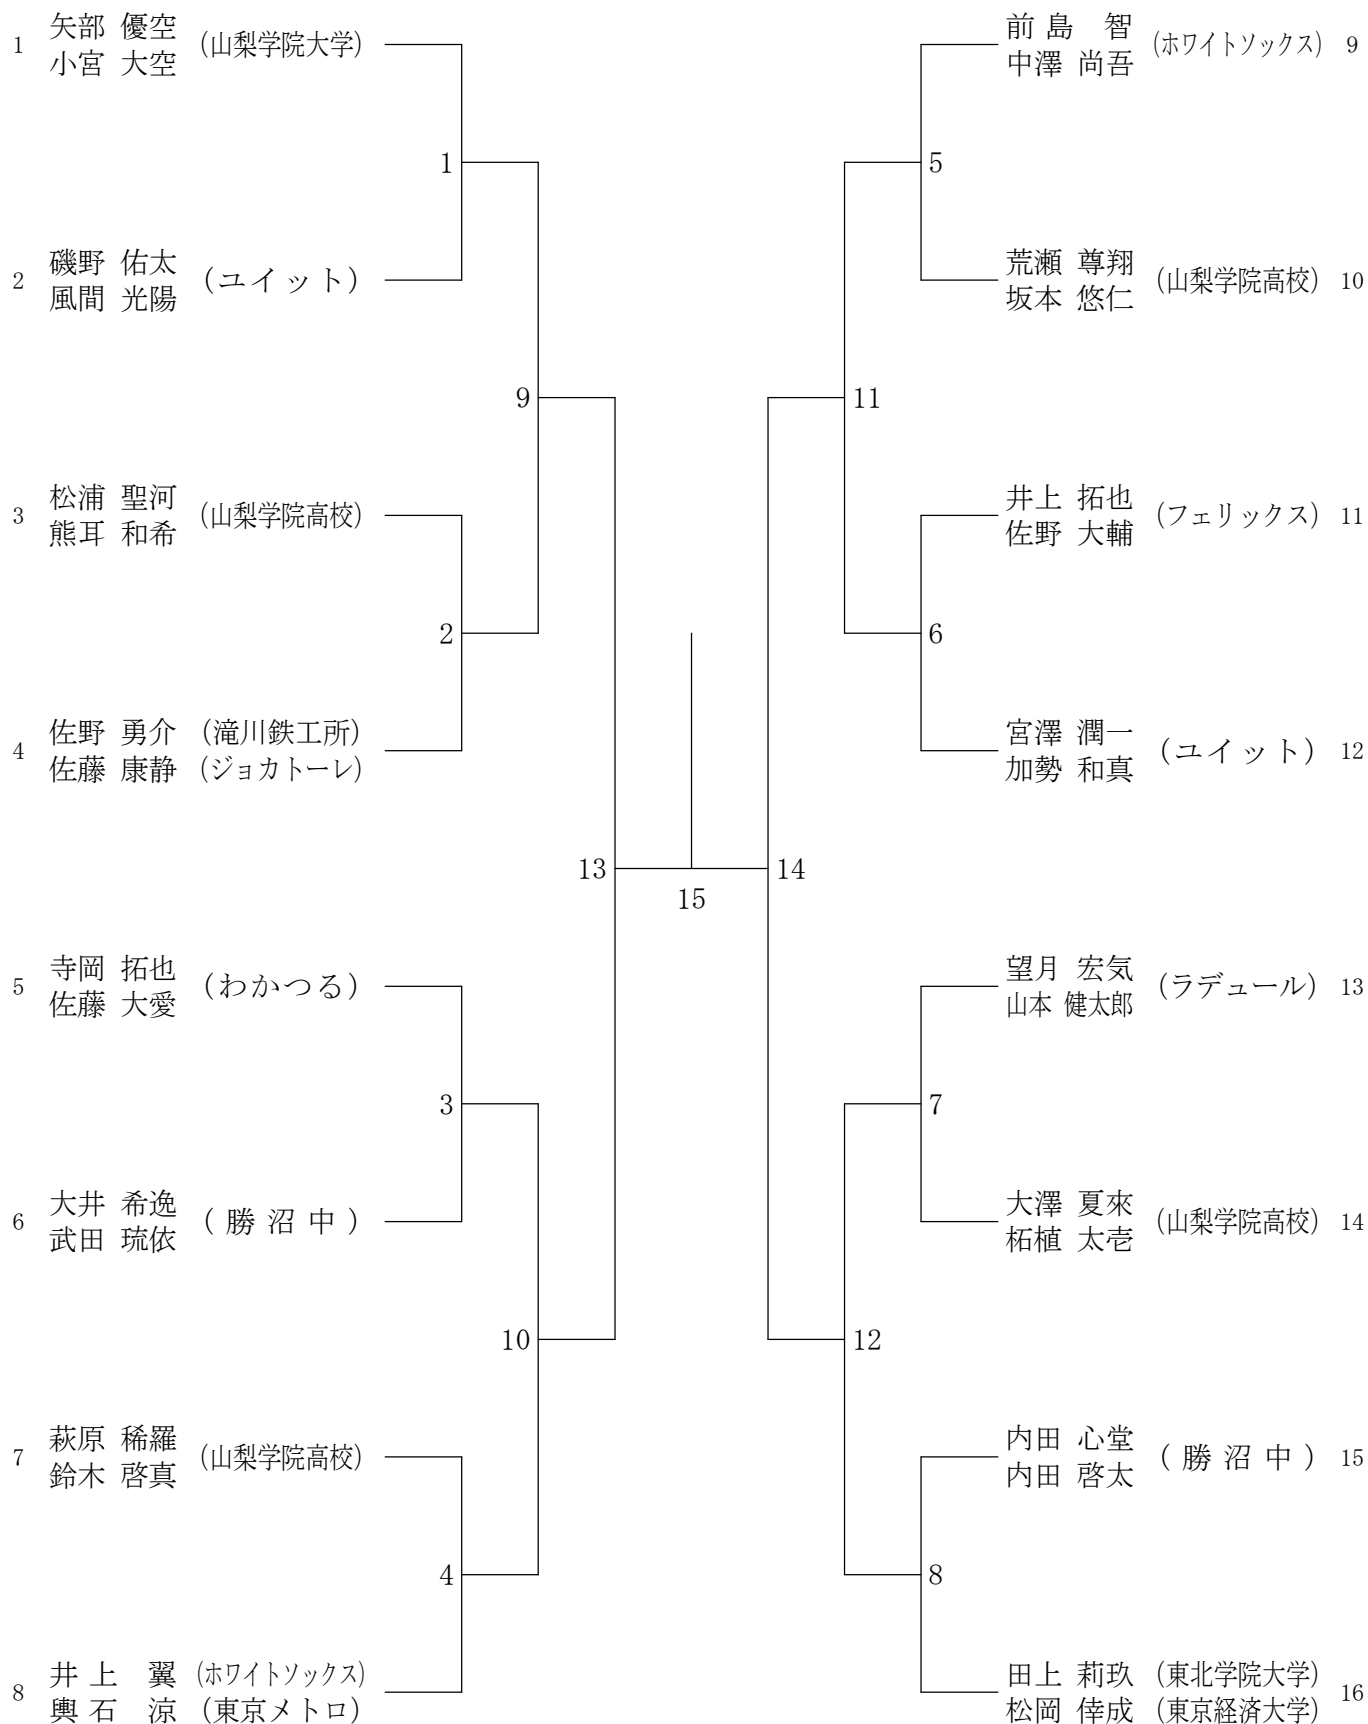 1 矢部 優空 (山梨学院大学)
小宮 大空
1
2 磯野 佑太 (ユイット)
風間 光陽
9
3 松浦 聖河 (山梨学院高校)
熊耳 和希
2
4 佐野 勇介 (滝川鉄工所)
佐藤 康静 (ジョカトーレ)
13
5 寺岡 拓也 (わかつる)
佐藤 大愛
3
6 大井 希逸 (勝沼中)
武田 琉依
10
7 萩原 稀羅 (山梨学院高校)
鈴木 啓真
4
8 井上 翼 (ホワイトソックス)
輿石 涼 (東京メトロ)
15
前島 智 (ホワイトソックス) 9
中澤 尚吾
5
荒瀬 尊翔 (山梨学院高校) 10
坂本 悠仁
11
井上 拓也 (フェリックス) 11
佐野 大輔
6
宮澤 潤一 (ユイット) 12
加勢 和真
14
望月 宏気 (ラデュール) 13
山本 健太郎
7
大澤 夏來 (山梨学院高校) 14
柘植 太壱
12
内田 心堂 (勝沼中) 15
内田 啓太
8
田上 莉玖 (東北学院大学) 16
松岡 倖成 (東京経済大学)